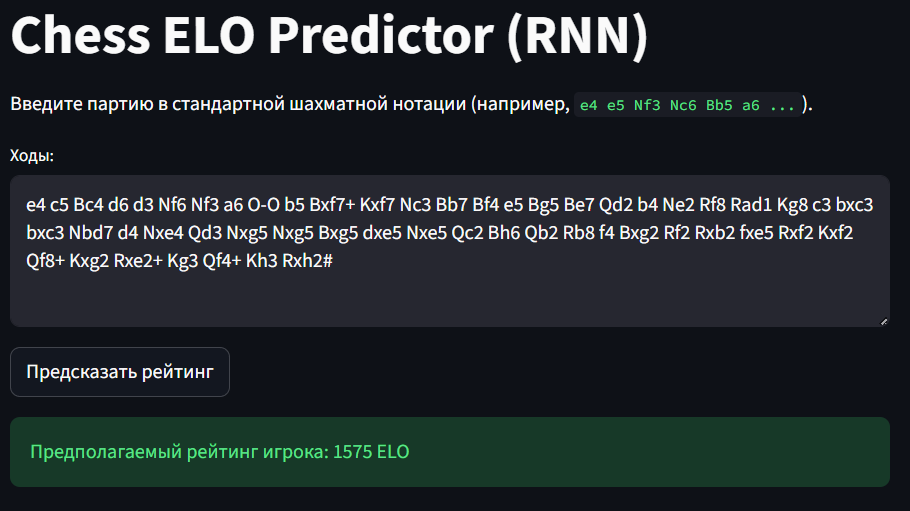 Chess ELO Predictor (RNN)
Введите партию в стандартной шахматной нотации (например, e4 e5 Nf3 Nc6 Bb5 a6 ... ).
Ходы:
e4 c5 Bc4 d6 d3 Nf6 Nf3 a6 O-O b5 Bxf7+ Kxf7 Nc3 Bb7 Bf4 e5 Bg5 Be7 Qd2 b4 Ne2 Rf8 Rad1 Kg8 c3 bxc3
bxc3 Nbd7 d4 Nxe4 Qd3 Nxg5 Nxg5 Bxg5 dxe5 Nxe5 Qc2 Bh6 Qb2 Rb8 f4 Bxg2 Rf2 Rxb2 fxe5 Rxf2 Kxf2
Qf8+ Kxg2 Rxe2+ Kg3 Qf4+ Kh3 Rxh2#
Предсказать рейтинг
Предполагаемый рейтинг игрока: 1575 ELO